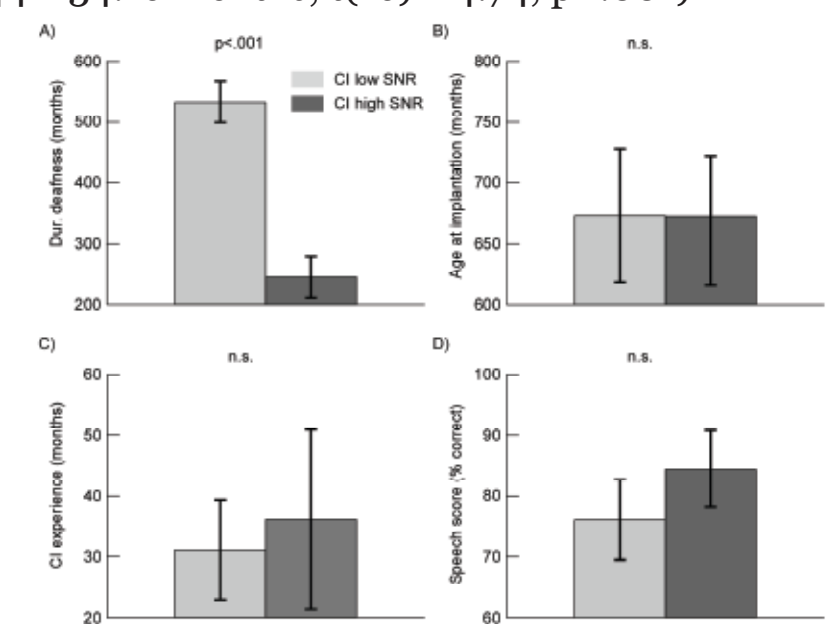 A)
p<.001
600
500
400
300
200
Dur. deafness (months)
CI low SNR
CI high SNR
B)
n.s.
800
750
700
650
600
Age at implantation (months)
C)
n.s.
60
50
40
30
20
CI experience (months)
D)
n.s.
100
90
80
70
60
Speech score (% correct)